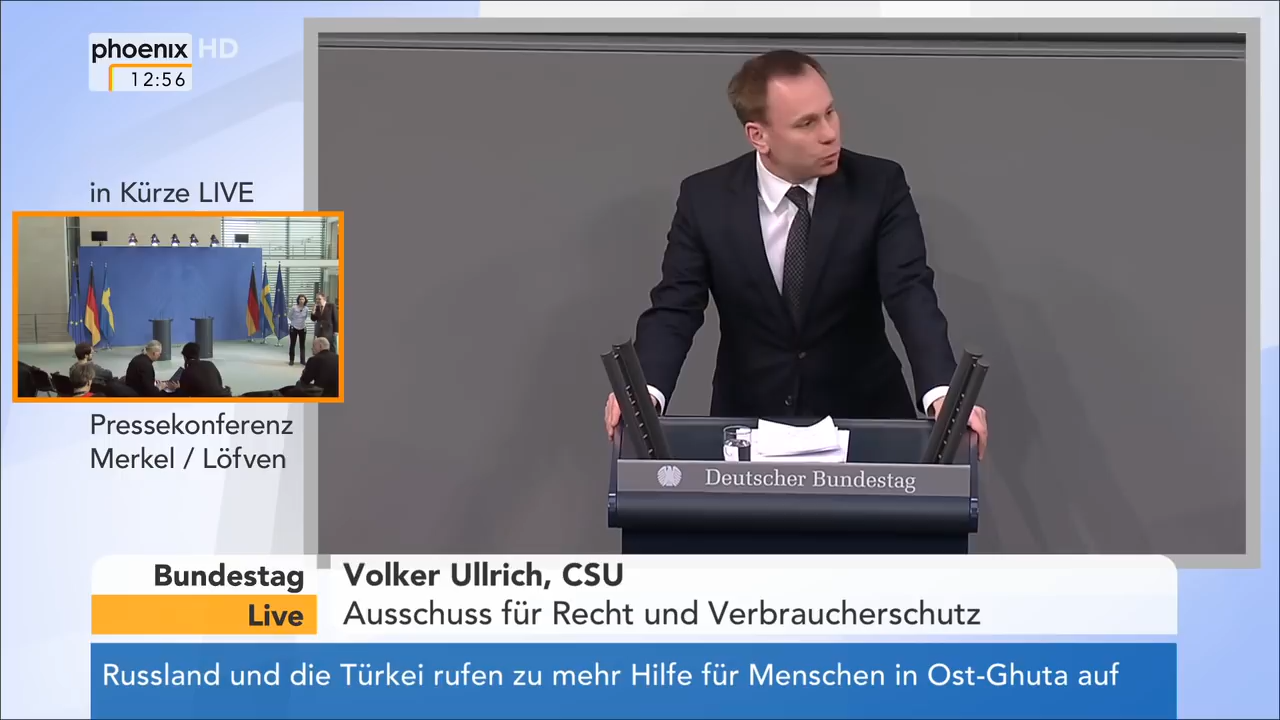 phoenix HD
12:56
in Kürze LIVE
Pressekonferenz
Merkel / Löfven
Deutscher Bundestag
Bundestag
Live
Volker Ullrich, CSU
Ausschuss für Recht und Verbraucherschutz
Russland und die Türkei rufen zu mehr Hilfe für Menschen in Ost-Ghuta auf